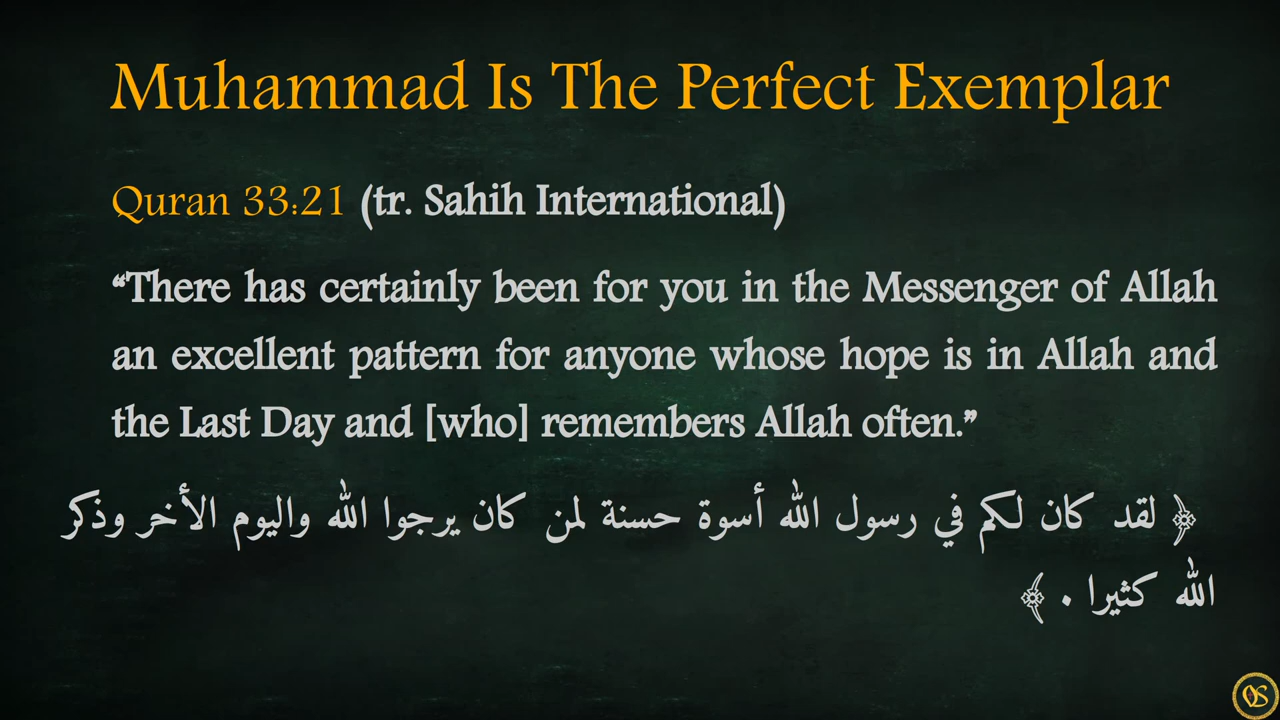 Muhammad Is The Perfect Exemplar
Quran 33:21 (tr. Sahih International)
“There has certainly been for you in the Messenger of Allah
an excellent pattern for anyone whose hope is in Allah and
the Last Day and [who] remembers Allah often.”
﴿ لقد كان لكم في رسول الله أسوة حسنة لمن كان يرجوا الله واليوم الأخر وذكر
الله كثيرا . ﴾